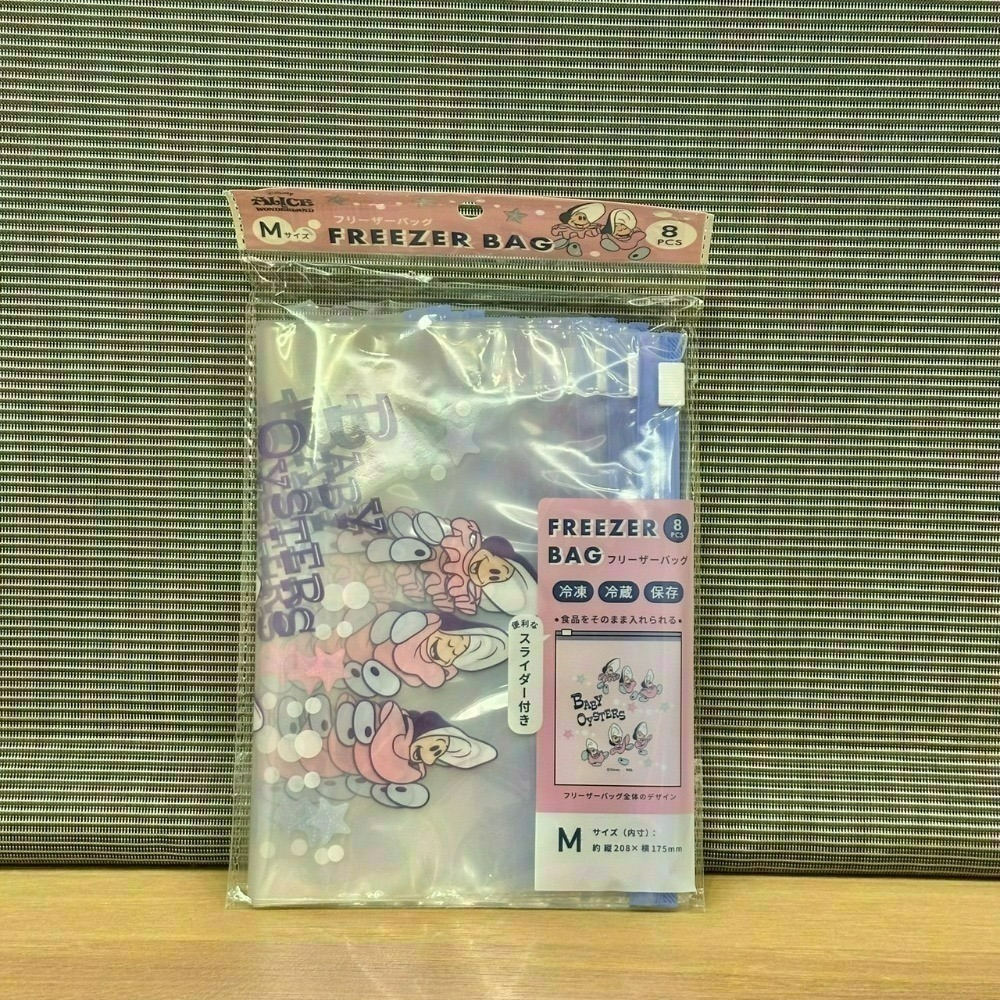 Disney
ALICE
IN
WONDERLAND
Mサイズ
フリーザーバッグ
FREEZER BAG
8
PCS
BABY
OYSTERS
便利な
スライダー付き
FREEZER
8
PCS
BAG フリーザーバッグ
冷凍 冷蔵 保存
•食品をそのまま入れられる•
BABY
OYSTERS
©Disney
フリーザーバッグ全体のデザイン
M サイズ（内寸）：
約 縦208×横175mm